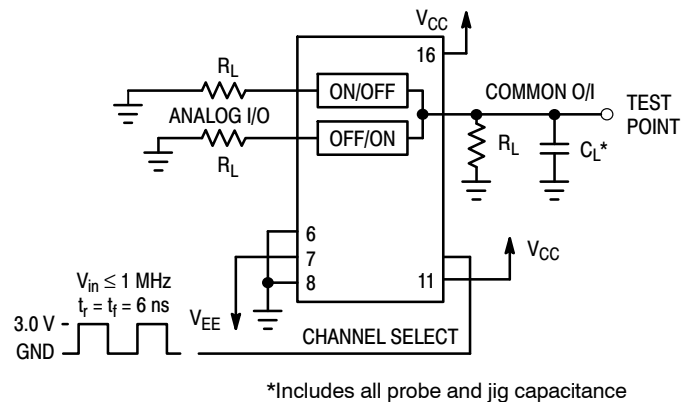 VCC
16
RL
ON/OFF
COMMON O/I
ANALOG I/O
TEST
POINT
OFF/ON
RL
RL
CL*
6
7
8
11
VCC
Vin ≤ 1 MHz
tr = tf = 6 ns
VEE
3.0 V
GND
CHANNEL SELECT
*Includes all probe and jig capacitance